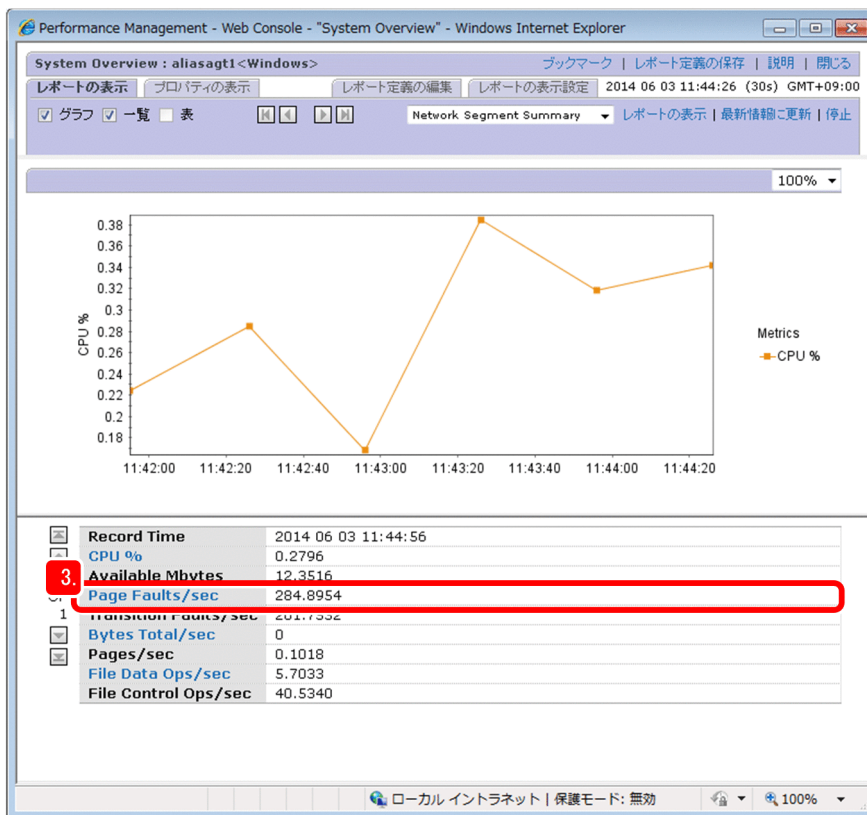 Performance Management - Web Console - "System Overview" - Windows Internet Explorer
System Overview : aliasagt1<Windows> ブックマーク | レポート定義の保存 | 説明 | 閉じる
レポートの表示 プロパティの表示 レポート定義の編集 レポートの表示設定 2014 06 03 11:44:26 (30s) GMT+09:00
グラフ 一覧 表 Network Segment Summary レポートの表示 | 最新情報に更新 | 停止
100%
0.38
0.36
0.34
0.32
0.3
0.28
0.26
0.24
0.22
0.2
0.18
CPU %
Metrics
CPU %
11:42:00 11:42:20 11:42:40 11:43:00 11:43:20 11:43:40 11:44:00 11:44:20
Record Time 2014 06 03 11:44:56
CPU % 0.2796
Available Mbytes 12.3516
3.
Page Faults/sec 284.8954
1 Transition Faults/sec
Bytes Total/sec 0
Pages/sec 0.1018
File Data Ops/sec 5.7033
File Control Ops/sec 40.5340
ローカル イントラネット | 保護モード: 無効 100%